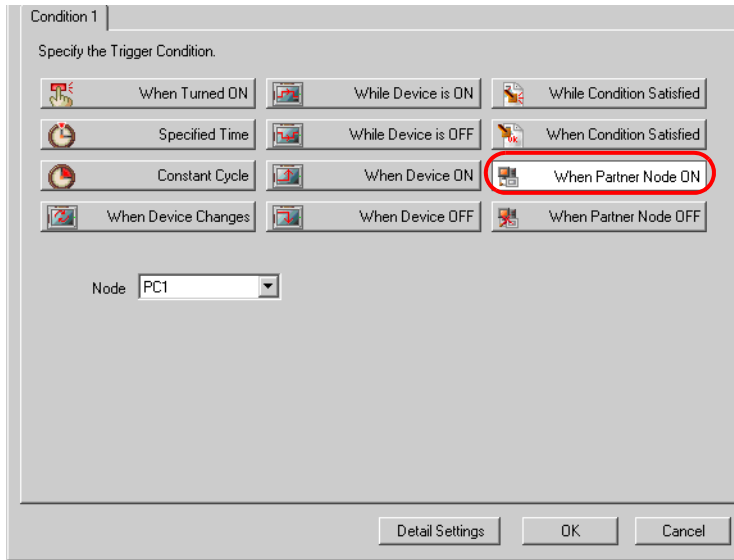 Condition 1
Specify the Trigger Condition.
When Turned ON While Device is ON While Condition Satisfied
Specified Time While Device is OFF When Condition Satisfied
Constant Cycle When Device ON When Partner Node ON
When Device Changes When Device OFF When Partner Node OFF
Node PC1
Detail Settings OK Cancel